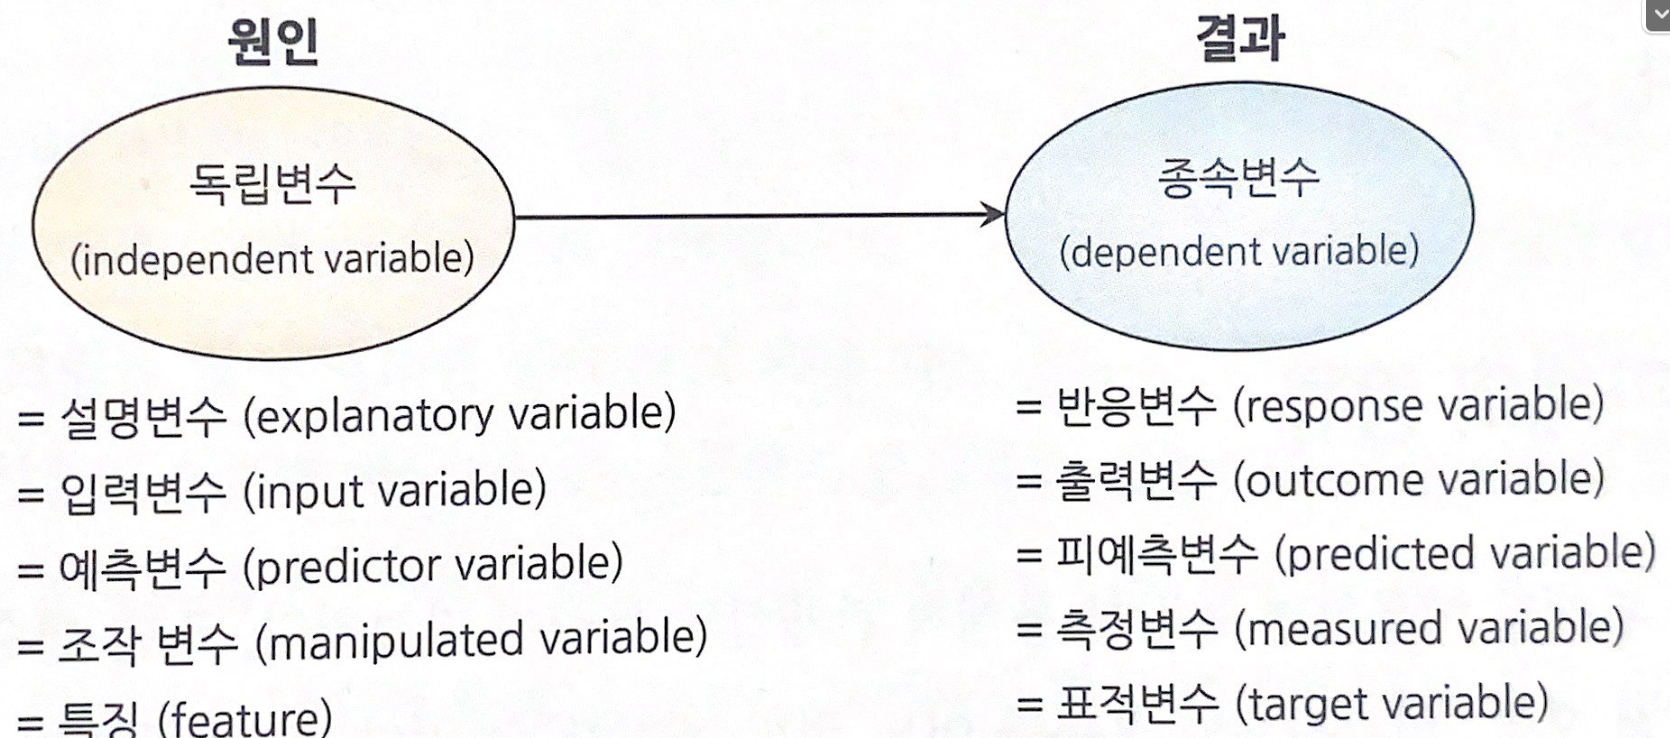 원인
독립변수
(independent variable)
= 설명변수 (explanatory variable)
= 입력변수 (input variable)
= 예측변수 (predictor variable)
= 조작 변수 (manipulated variable)
= 특징 (feature)
결과
종속변수
(dependent variable)
= 반응변수 (response variable)
= 출력변수 (outcome variable)
= 피예측변수 (predicted variable)
= 측정변수 (measured variable)
= 표적변수 (target variable)